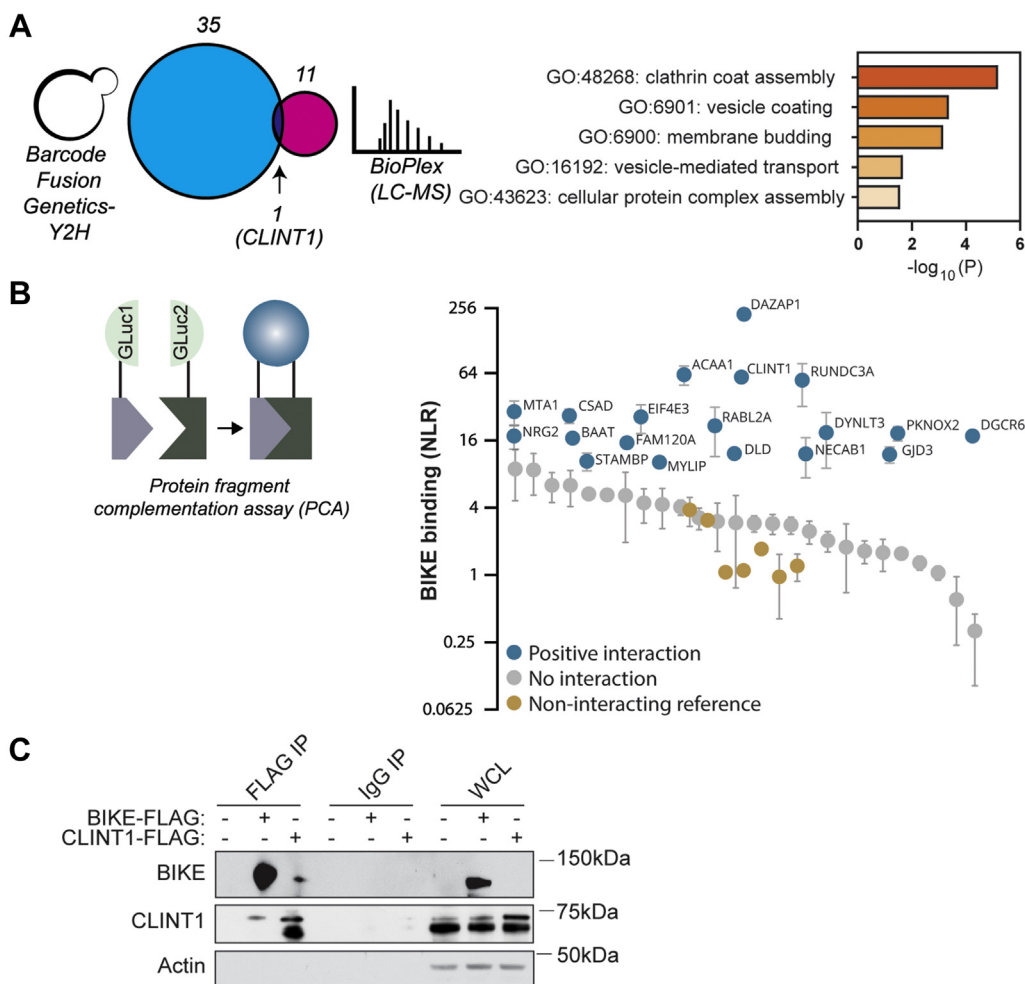 A
35
11
Barcode
Fusion
Genetics-
Y2H
1
(CLINT1)
BioPlex
(LC-MS)
GO:48268: clathrin coat assembly
GO:6901: vesicle coating
GO:6900: membrane budding
GO:16192: vesicle-mediated transport
GO:43623: cellular protein complex assembly
0 2 4 6
-log10(P)
B
GLuc1
GLuc2
Protein fragment
complementation assay (PCA)
BIKE binding (NLR)
256
64
16
4
1
0.25
0.0625
DAZAP1
ACAA1
CLINT1
RUNDC3A
MTA1
CSAD
EIF4E3
RABL2A
DYNLT3
PKNOX2
DGCR6
NRG2
BAAT
FAM120A
DLD
NECAB1
GJD3
STAMBP
MYLIP
Positive interaction
No interaction
Non-interacting reference
C
FLAG IP
IgG IP
WCL
BIKE-FLAG: - + - + - +
CLINT1-FLAG: - - + - - + - - +
BIKE
150kDa
CLINT1
75kDa
50kDa
Actin